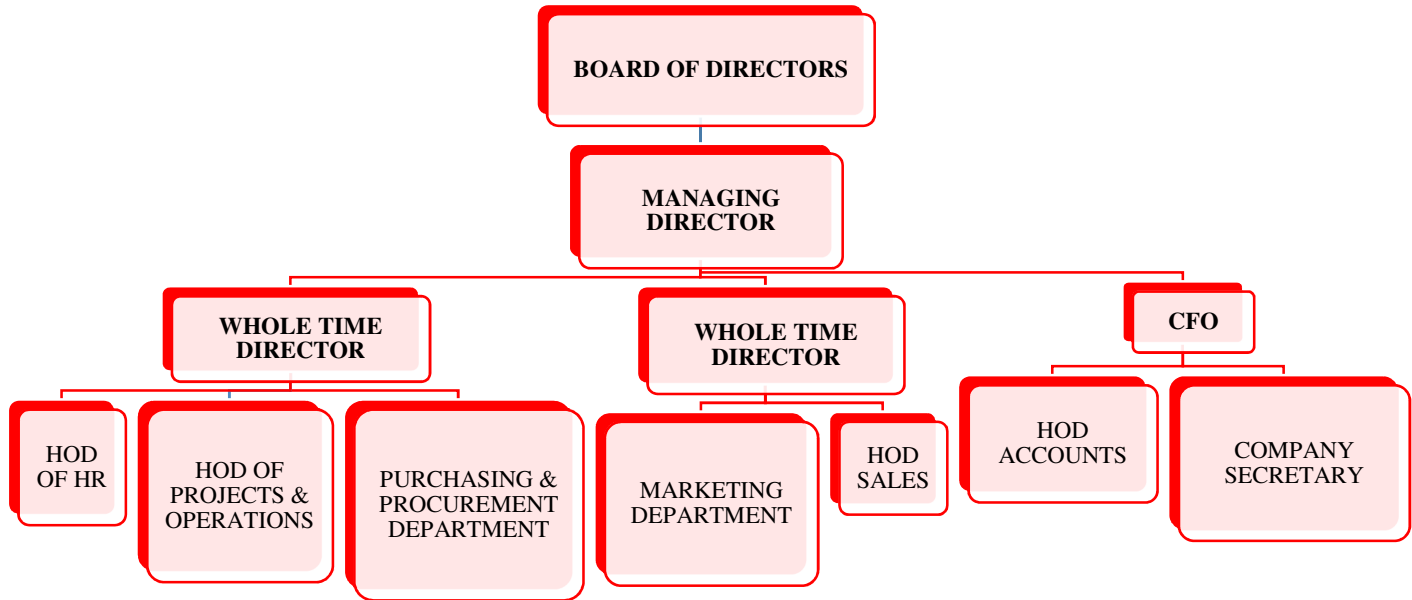 BOARD OF DIRECTORS
MANAGING
DIRECTOR
WHOLE TIME
DIRECTOR
WHOLE TIME
DIRECTOR
CFO
HOD
OF HR
HOD OF
PROJECTS &
OPERATIONS
PURCHASING &
PROCUREMENT
DEPARTMENT
MARKETING
DEPARTMENT
HOD
SALES
HOD
ACCOUNTS
COMPANY
SECRETARY